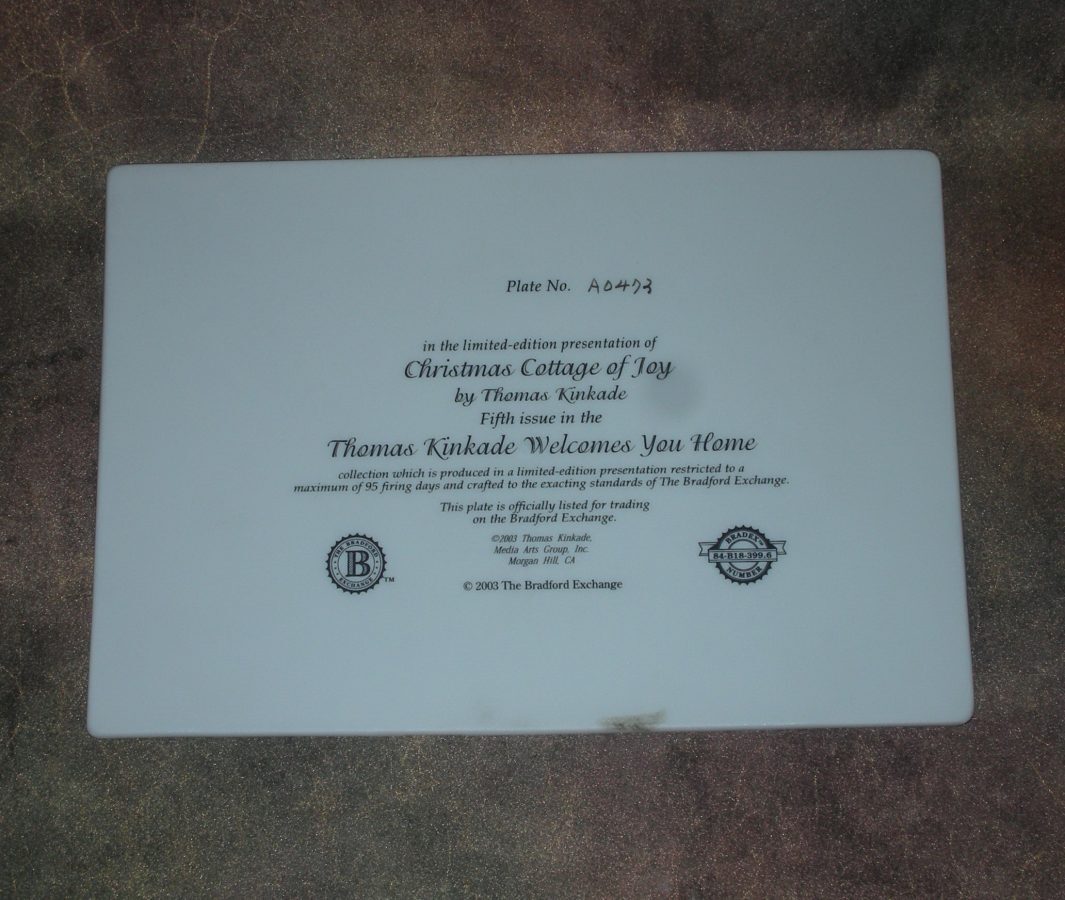 Plate No. A0473
in the limited-edition presentation of
Christmas Cottage of Joy
by Thomas Kinkade
Fifth issue in the
Thomas Kinkade Welcomes You Home
collection which is produced in a limited-edition presentation restricted to a
maximum of 95 firing days and crafted to the exacting standards of The Bradford Exchange.
This plate is officially listed for trading
on the Bradford Exchange.
©2003 Thomas Kinkade,
Media Arts Group, Inc.
Morgan Hill, CA
© 2003 The Bradford Exchange
THE BRADFORD
B
EXCHANGE
TM
BRADEX™
84-B18-399.6
NUMBER